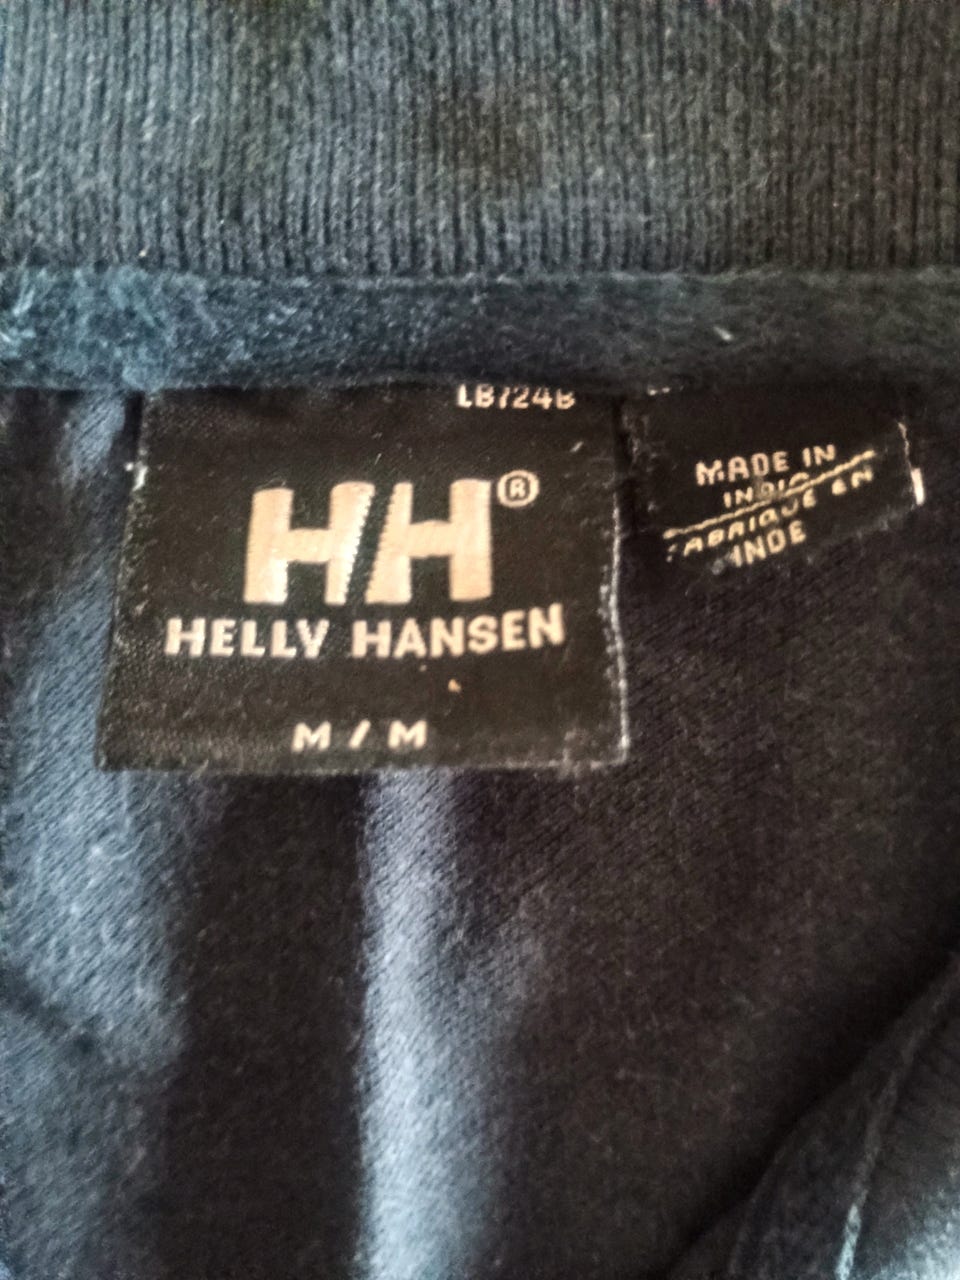 LB724B
HH®
HELLY HANSEN
M / M
MADE IN
INDIA
FABRIQUE EN
INDE